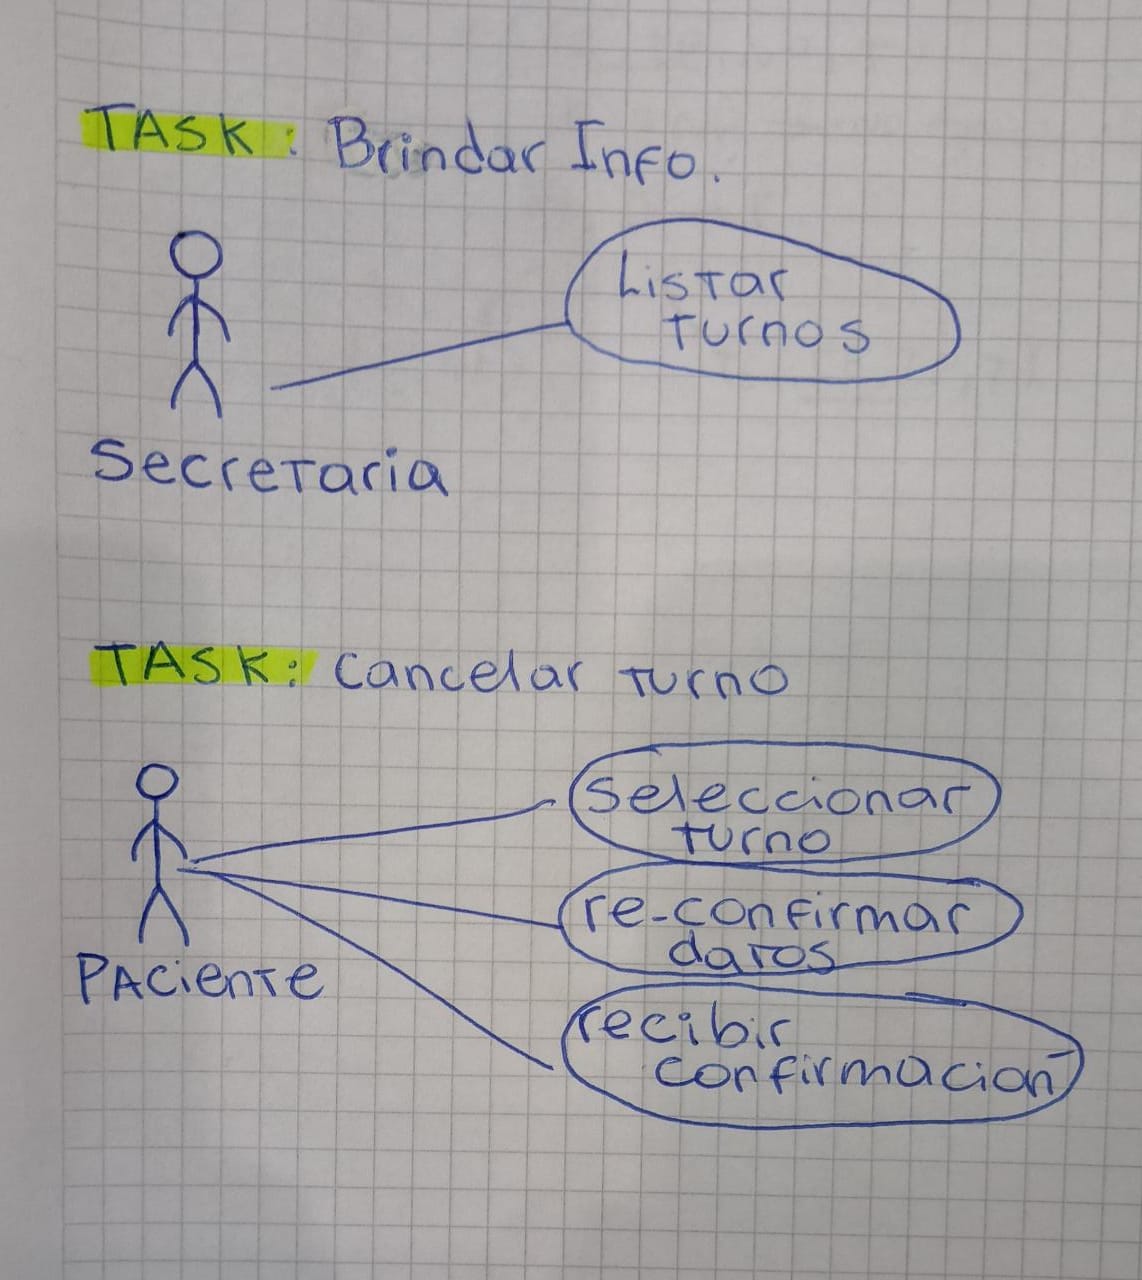 TASK: Brindar Info.
Listar
turnos
Secretaria
TASK: Cancelar turno
seleccionar
turno
re-confirmar
datos
Paciente
recibir
confirmacion